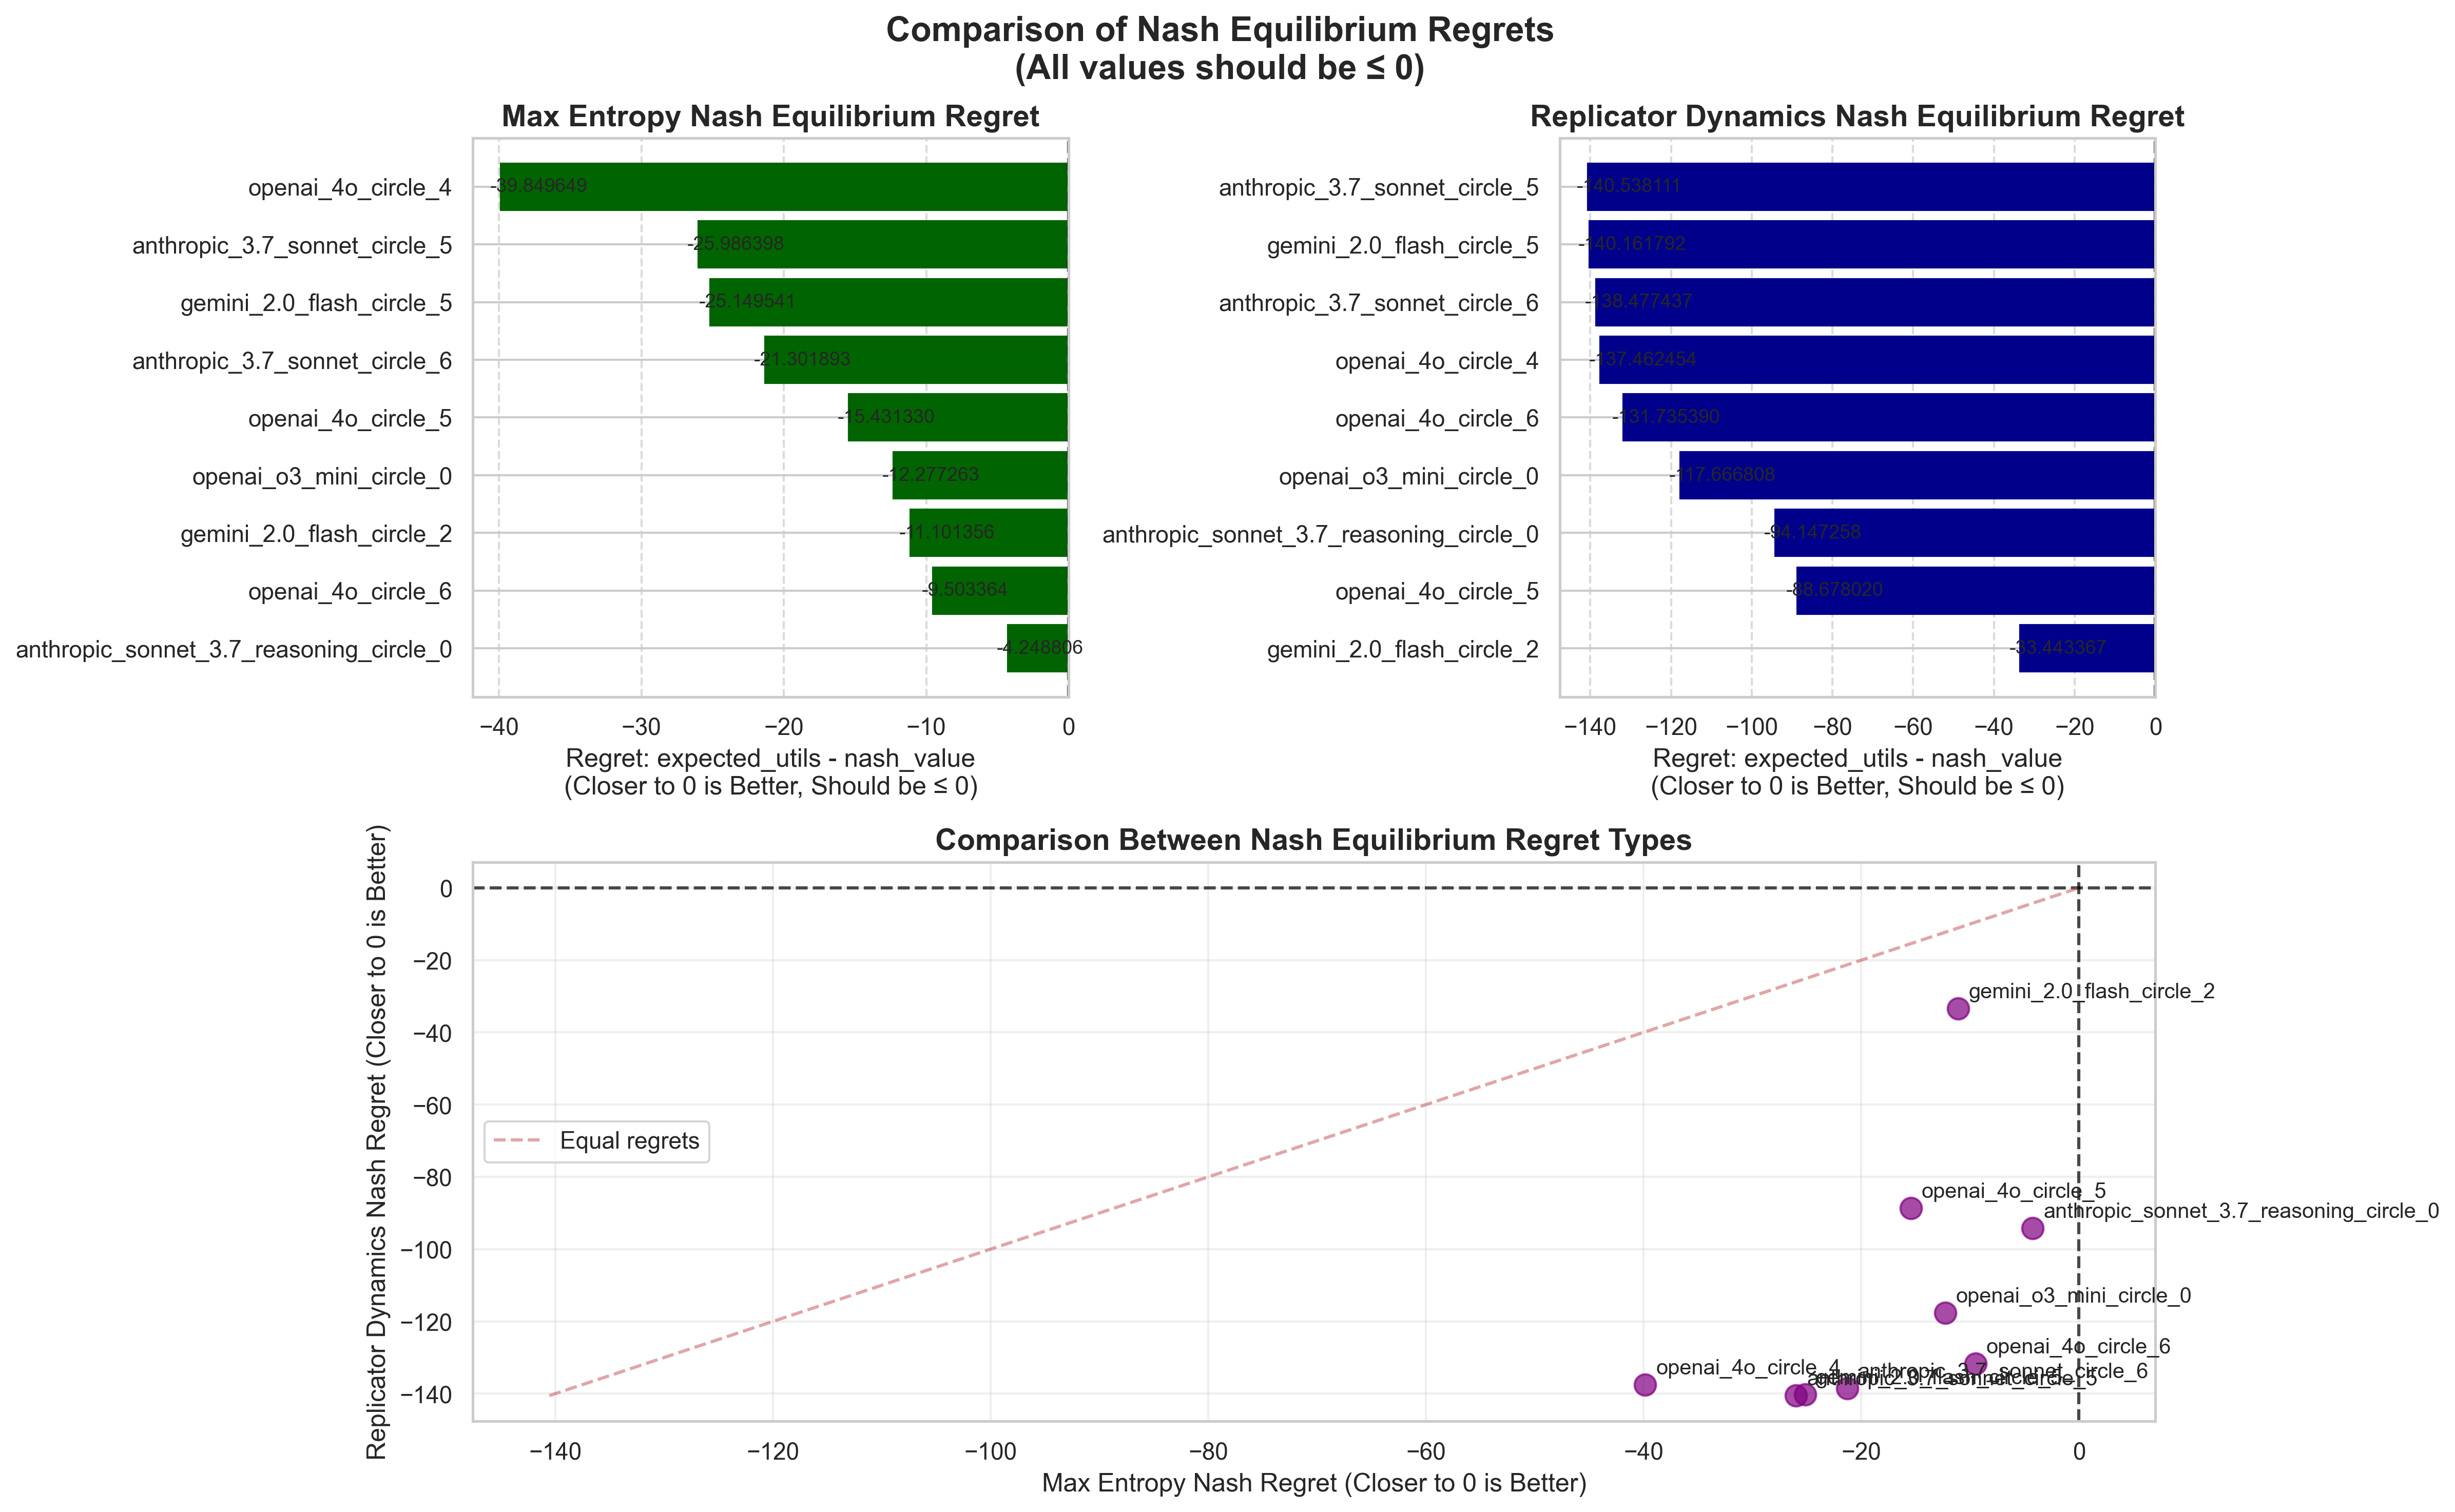 Comparison of Nash Equilibrium Regrets
(All values should be ≤ 0)
Max Entropy Nash Equilibrium Regret
openai_4o_circle_4
-39.849649
anthropic_3.7_sonnet_circle_5
-25.986398
gemini_2.0_flash_circle_5
-25.149541
anthropic_3.7_sonnet_circle_6
-21.301893
openai_4o_circle_5
-15.431330
openai_o3_mini_circle_0
-12.277263
gemini_2.0_flash_circle_2
-11.101356
openai_4o_circle_6
-9.503364
anthropic_sonnet_3.7_reasoning_circle_0
-4.248806
−40 −30 −20 −10 0
Regret: expected_utils - nash_value
(Closer to 0 is Better, Should be ≤ 0)
Replicator Dynamics Nash Equilibrium Regret
anthropic_3.7_sonnet_circle_5
-140.538111
gemini_2.0_flash_circle_5
-140.161792
anthropic_3.7_sonnet_circle_6
-138.477437
openai_4o_circle_4
-137.462454
openai_4o_circle_6
-131.735390
openai_o3_mini_circle_0
-117.666808
anthropic_sonnet_3.7_reasoning_circle_0
-94.147258
openai_4o_circle_5
-88.678020
gemini_2.0_flash_circle_2
-33.443367
−140 −120 −100 −80 −60 −40 −20 0
Regret: expected_utils - nash_value
(Closer to 0 is Better, Should be ≤ 0)
Comparison Between Nash Equilibrium Regret Types
Replicator Dynamics Nash Regret (Closer to 0 is Better)
0
−20
−40
−60
−80
−100
−120
−140
Equal regrets
gemini_2.0_flash_circle_2
openai_4o_circle_5
anthropic_sonnet_3.7_reasoning_circle_0
openai_o3_mini_circle_0
openai_4o_circle_6
openai_4o_circle_4
anthropic_3.7_sonnet_circle_6
gemini_2.0_flash_circle_5
anthropic_3.7_sonnet_circle_5
−140 −120 −100 −80 −60 −40 −20 0
Max Entropy Nash Regret (Closer to 0 is Better)